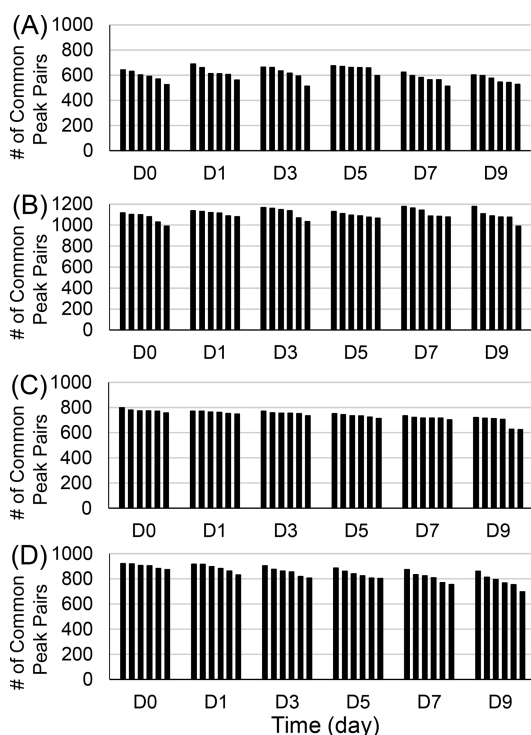 (A)
# of Common
Peak Pairs
1000
800
600
400
200
0
D0 D1 D3 D5 D7 D9
(B)
# of Common
Peak Pairs
1200
1000
800
600
400
200
0
D0 D1 D3 D5 D7 D9
(C)
# of Common
Peak Pairs
1000
800
600
400
200
0
D0 D1 D3 D5 D7 D9
(D)
# of Common
Peak Pairs
1000
800
600
400
200
0
D0 D1 D3 D5 D7 D9
Time (day)